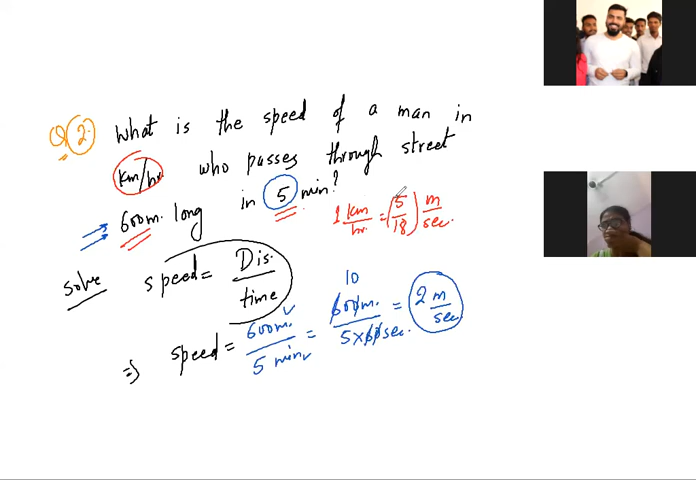 Q 2. What is the speed of a man in
km/hr who passes through street
600m. long in 5 min?
1 km/hr = (5/18) m/sec.
Solve speed = Dis./time
10
⇒ speed = 600m./5 min = 600m./5×60sec. = 2 m/sec